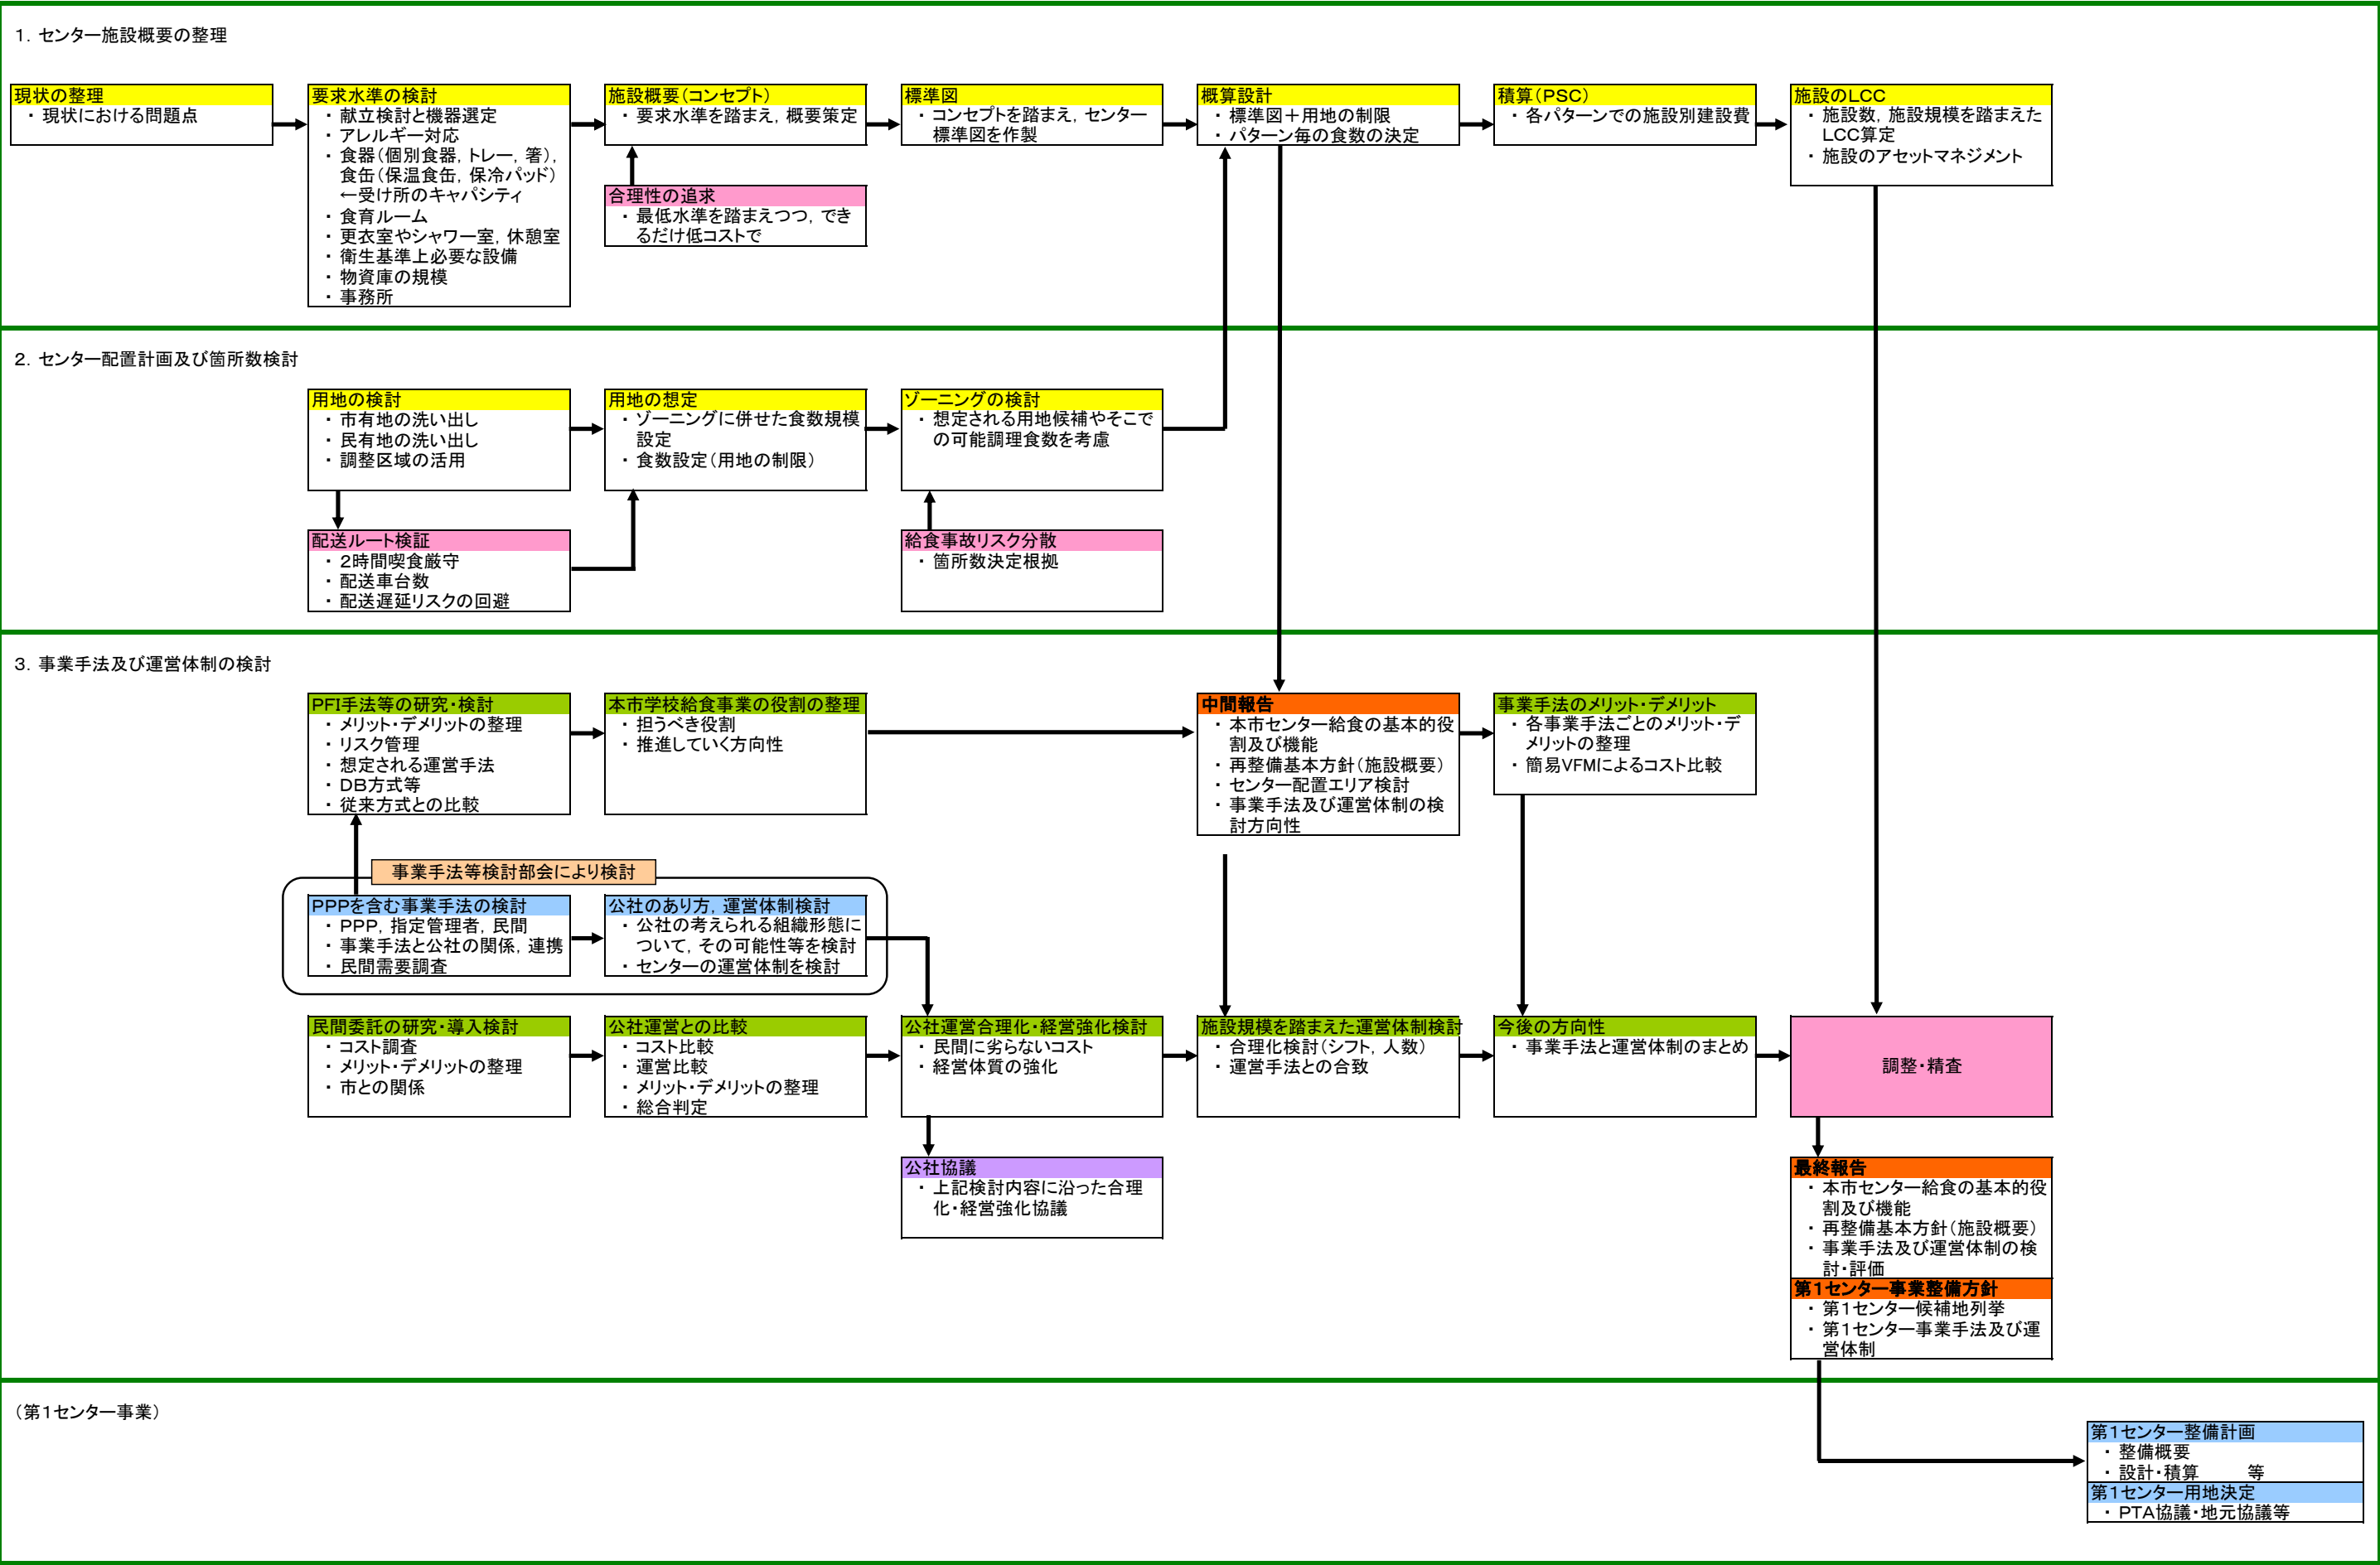 1．センター施設概要の整理
現状の整理
・ 現状における問題点
要求水準の検討
・ 献立検討と機器選定
・ アレルギー対応
・ 食器（個別食器，トレー，箸），
食缶（保温食缶，保冷パッド）
←受け所のキャパシティ
・ 食育ルーム
・ 更衣室やシャワー室，休憩室
・ 衛生基準上必要な設備
・ 物資庫の規模
・ 事務所
施設概要（コンセプト）
・ 要求水準を踏まえ，概要策定
合理性の追求
・ 最低水準を踏まえつつ，でき
るだけ低コストで
標準図
・ コンセプトを踏まえ，センター
標準図を作製
概算設計
・ 標準図＋用地の制限
・ パターン毎の食数の決定
積算（PSC）
・ 各パターンでの施設別建設費
施設のLCC
・ 施設数，施設規模を踏まえた
LCC算定
・ 施設のアセットマネジメント
2．センター配置計画及び箇所数検討
用地の検討
・ 市有地の洗い出し
・ 民有地の洗い出し
・ 調整区域の活用
用地の想定
・ ゾーニングに併せた食数規模
設定
・ 食数設定（用地の制限）
ゾーニングの検討
・ 想定される用地候補やそこで
の可能調理食数を考慮
配送ルート検証
・ 2時間喫食厳守
・ 配送車台数
・ 配送遅延リスクの回避
給食事故リスク分散
・ 箇所数決定根拠
3．事業手法及び運営体制の検討
PFI手法等の研究・検討
・ メリット・デメリットの整理
・ リスク管理
・ 想定される運営手法
・ DB方式等
・ 従来方式との比較
本市学校給食事業の役割の整理
・ 担うべき役割
・ 推進していく方向性
中間報告
・ 本市センター給食の基本的役
割及び機能
・ 再整備基本方針（施設概要）
・ センター配置エリア検討
・ 事業手法及び運営体制の検
討方向性
事業手法のメリット・デメリット
・ 各事業手法ごとのメリット・デ
メリットの整理
・ 簡易VFMによるコスト比較
事業手法等検討部会により検討
PPPを含む事業手法の検討
・ PPP，指定管理者，民間
・ 事業手法と公社の関係，連携
・ 民間需要調査
公社のあり方，運営体制検討
・ 公社の考えられる組織形態に
ついて，その可能性等を検討
・ センターの運営体制を検討
民間委託の研究・導入検討
・ コスト調査
・ メリット・デメリットの整理
・ 市との関係
公社運営との比較
・ コスト比較
・ 運営比較
・ メリット・デメリットの整理
・ 総合判定
公社運営合理化・経営強化検討
・ 民間に劣らないコスト
・ 経営体質の強化
施設規模を踏まえた運営体制検討
・ 合理化検討（シフト，人数）
・ 運営手法との合致
今後の方向性
・ 事業手法と運営体制のまとめ
調整・精査
公社協議
・ 上記検討内容に沿った合理
化・経営強化協議
最終報告
・ 本市センター給食の基本的役
割及び機能
・ 再整備基本方針（施設概要）
・ 事業手法及び運営体制の検
討・評価
第1センター事業整備方針
・ 第1センター候補地列挙
・ 第1センター事業手法及び運
営体制
（第1センター事業）
第1センター整備計画
・ 整備概要
・ 設計・積算　　　等
第1センター用地決定
・ PTA協議・地元協議等